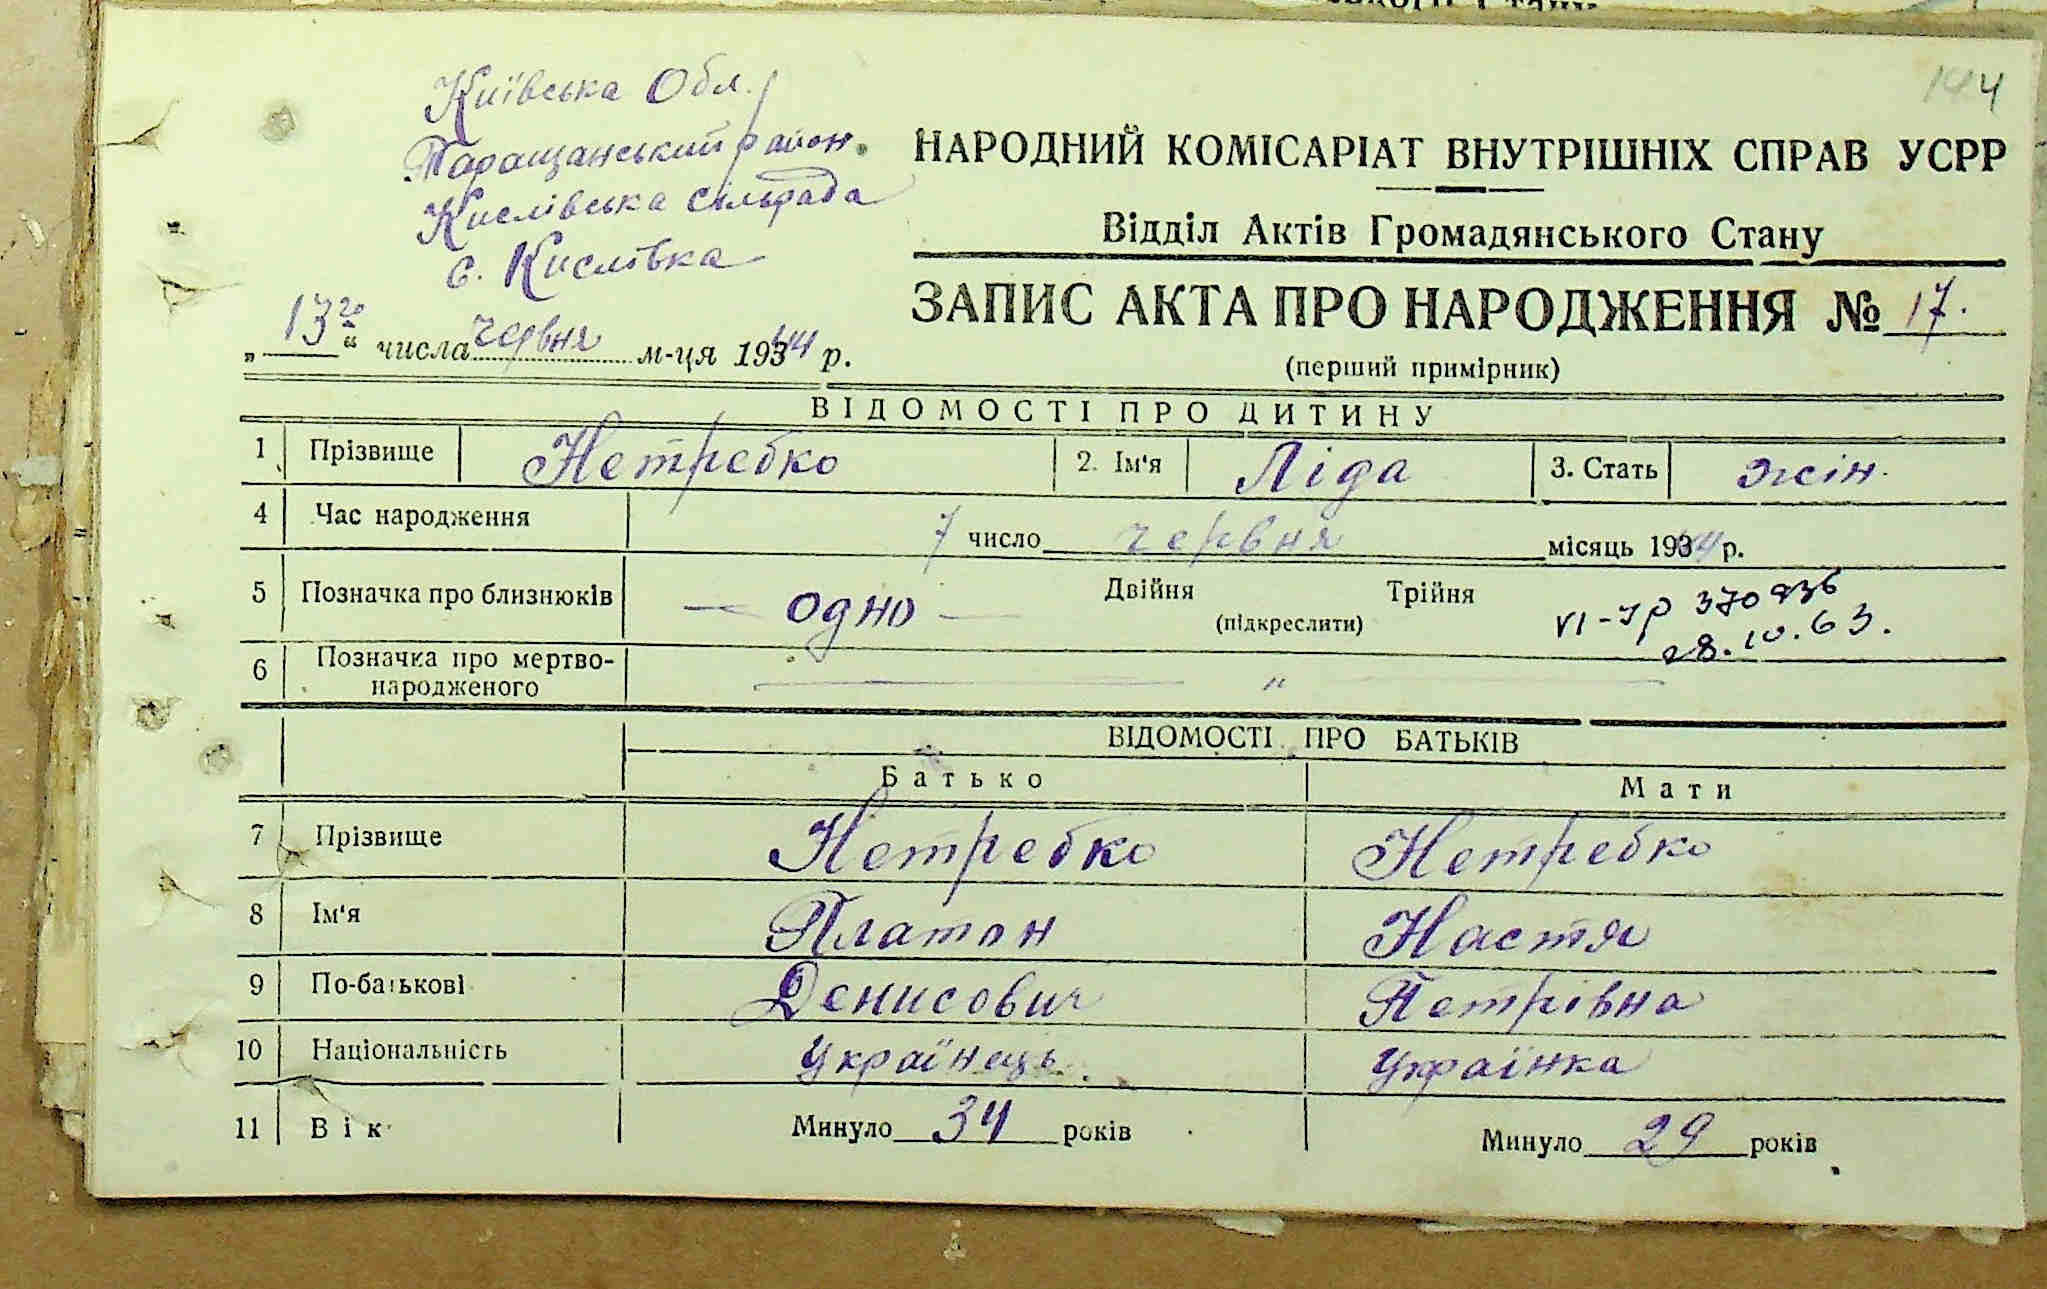 144
Київська Обл.
Таращанський район.
Кислівська сільрада
с. Кислівка
„ 13го “ числа червня м-ця 1944 р.
НАРОДНИЙ КОМІСАРІАТ ВНУТРІШНІХ СПРАВ УСРР
Відділ Актів Громадянського Стану
ЗАПИС АКТА ПРО НАРОДЖЕННЯ № 17.
(перший примірник)
ВІДОМОСТІ ПРО ДИТИНУ
1 Прізвище Нетребко 2. Ім'я Ліда 3. Стать жін.
4 Час народження 7 число червня місяць 1944 р.
5 Позначка про близнюків — одно — Двійня Трійня
(підкреслити)
VI-УР 370936
28.10.63.
6 Позначка про мертво-
народженого — „ —
ВІДОМОСТІ ПРО БАТЬКІВ
Батько Мати
7 Прізвище Нетребко Нетребко
8 Ім'я Платон Настя
9 По-батькові Денисович Петрівна
10 Національність Українець. Українка
11 Вік Минуло 34 років Минуло 29 років